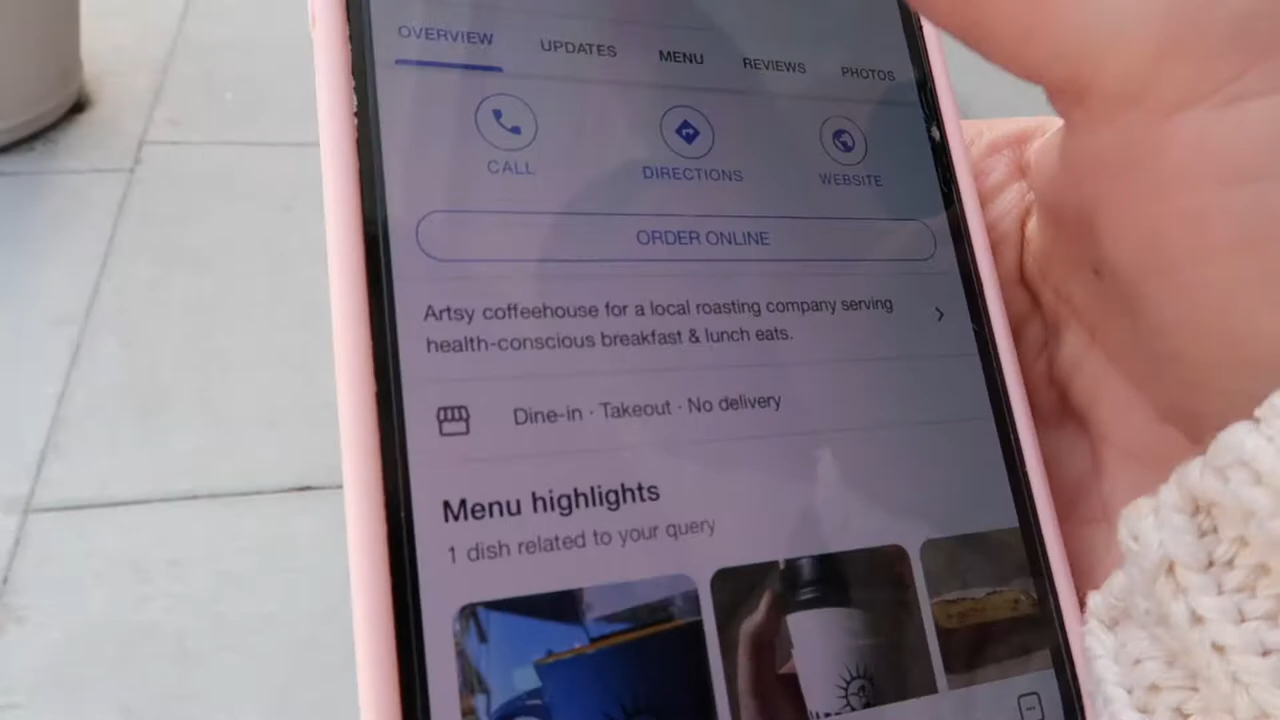 OVERVIEW UPDATES MENU REVIEWS PHOTOS
CALL DIRECTIONS WEBSITE
ORDER ONLINE
Artsy coffeehouse for a local roasting company serving
health-conscious breakfast & lunch eats.
Dine-in · Takeout · No delivery
Menu highlights
1 dish related to your query